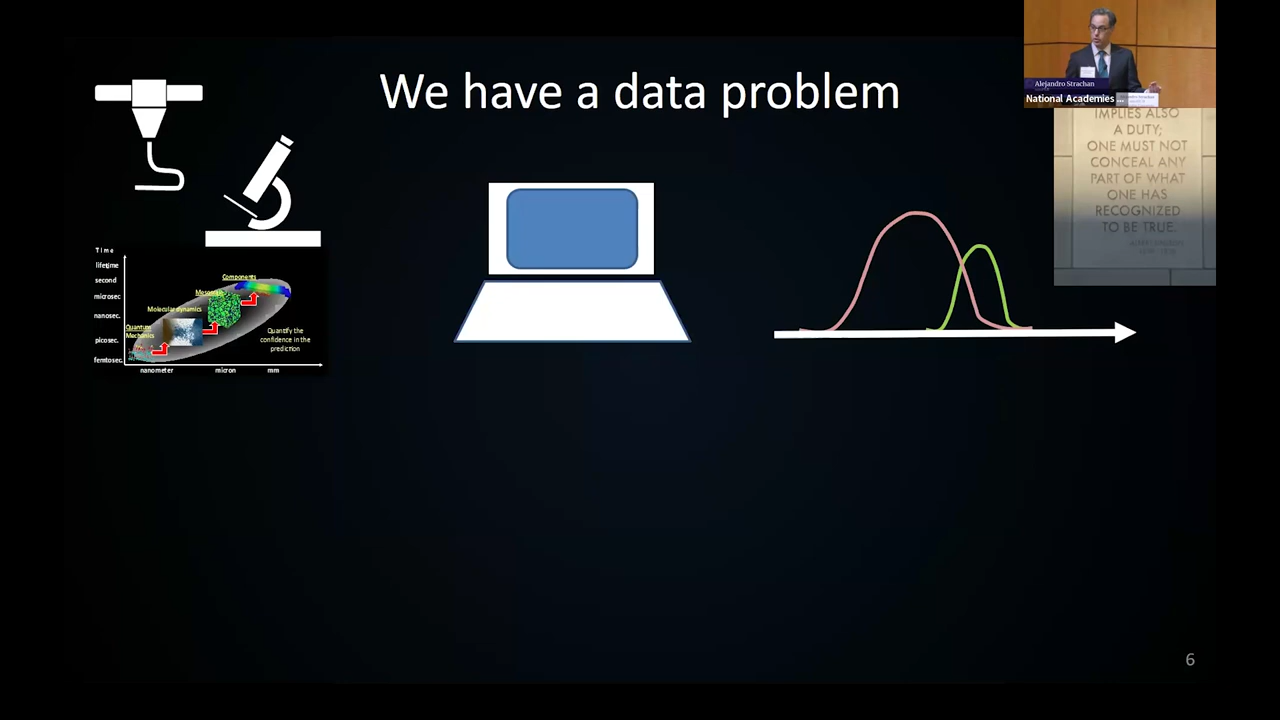 We have a data problem
Alejandro Strachan
National Academies ...
IMPLIES ALSO
A DUTY;
ONE MUST NOT
CONCEAL ANY
PART OF WHAT
ONE HAS
RECOGNIZED
TO BE TRUE.
Time
lifetime
second
microsec
nanosec.
picosec.
femtosec.
Components
Molecular dynamics
Quantum
Mechanics
Quantify the
confidence in the
prediction
nanometer
micron
mm
6